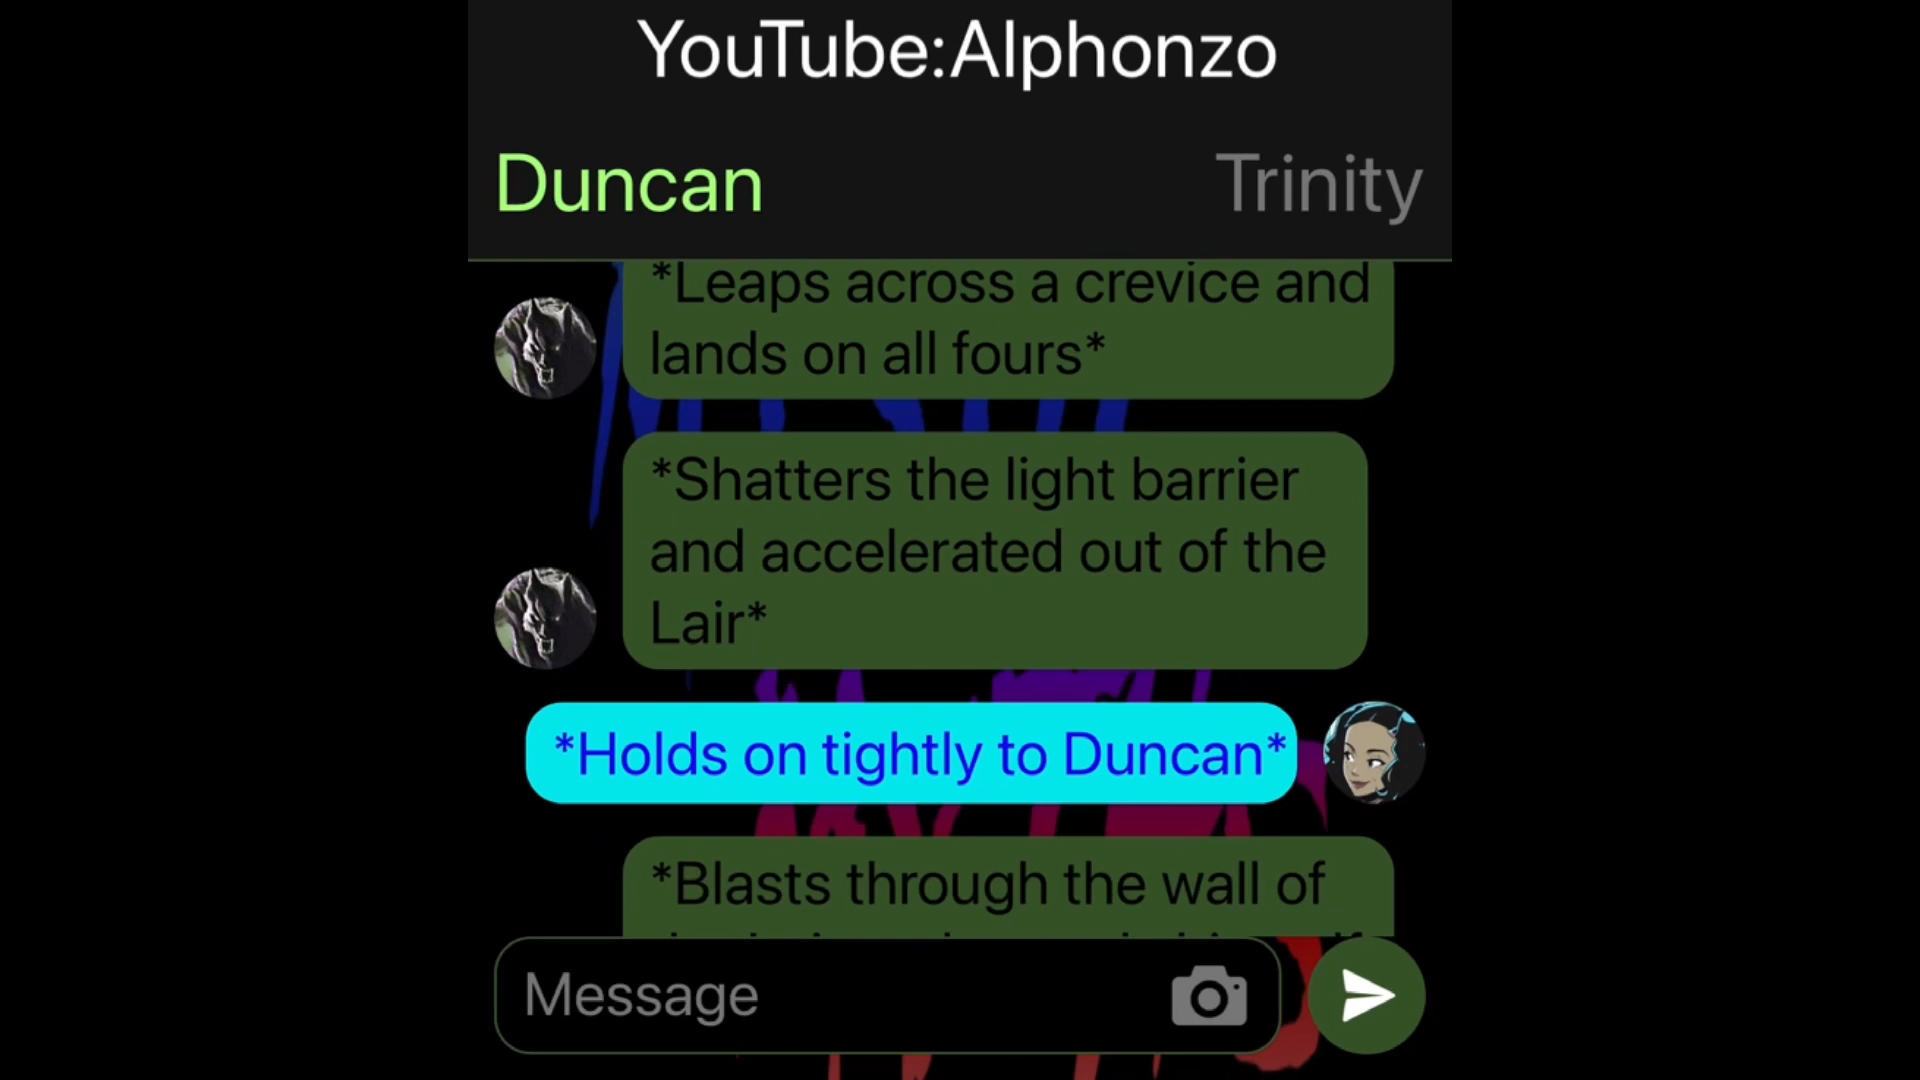 YouTube:Alphonzo
Duncan
Trinity
*Leaps across a crevice and
lands on all fours*
*Shatters the light barrier
and accelerated out of the
Lair*
*Holds on tightly to Duncan*
*Blasts through the wall of
Message